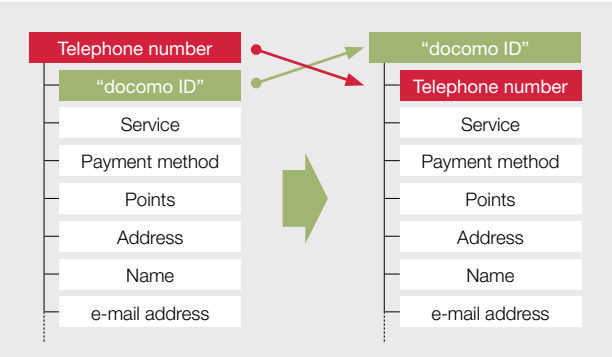 Telephone number
“docomo ID”
Service
Payment method
Points
Address
Name
e-mail address
“docomo ID”
Telephone number
Service
Payment method
Points
Address
Name
e-mail address